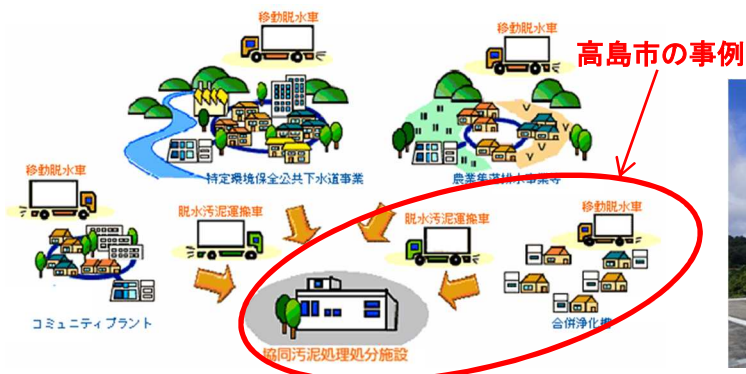 移動脱水車
移動脱水車
高島市の事例
移動脱水車
特定環境保全公共下水道事業
農業集落排水事業等
脱水汚泥運搬車
脱水汚泥運搬車
移動脱水車
コミュニティプラント
合併浄化槽
協同汚泥処理処分施設